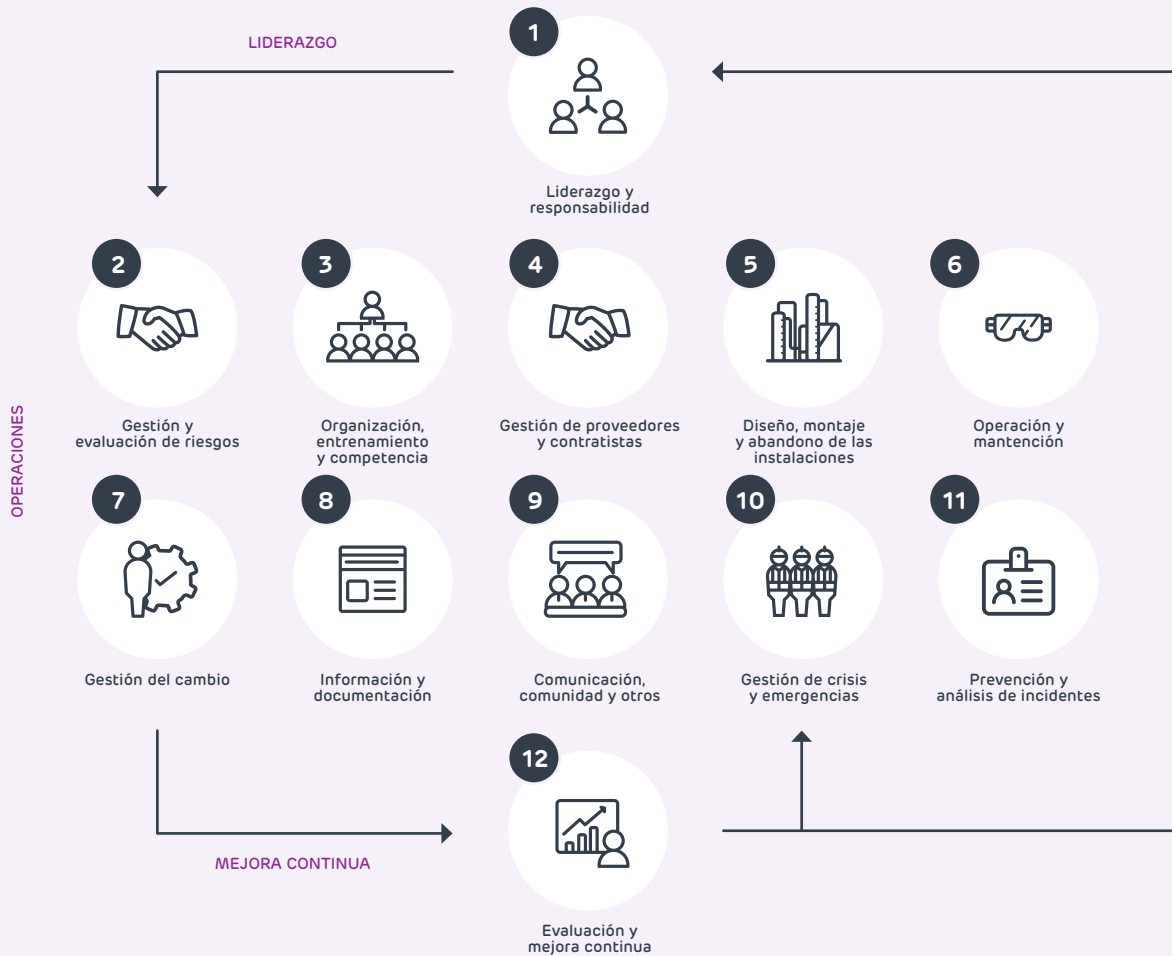 LIDERAZGO
1
Liderazgo y
responsabilidad
OPERACIONES
2
Gestión y
evaluación de riesgos
3
Organización,
entrenamiento
y competencia
4
Gestión de proveedores
y contratistas
5
Diseño, montaje
y abandono de las
instalaciones
6
Operación y
mantención
7
Gestión del cambio
8
Información y
documentación
9
Comunicación,
comunidad y otros
10
Gestión de crisis
y emergencias
11
Prevención y
análisis de incidentes
MEJORA CONTINUA
12
Evaluación y
mejora continua